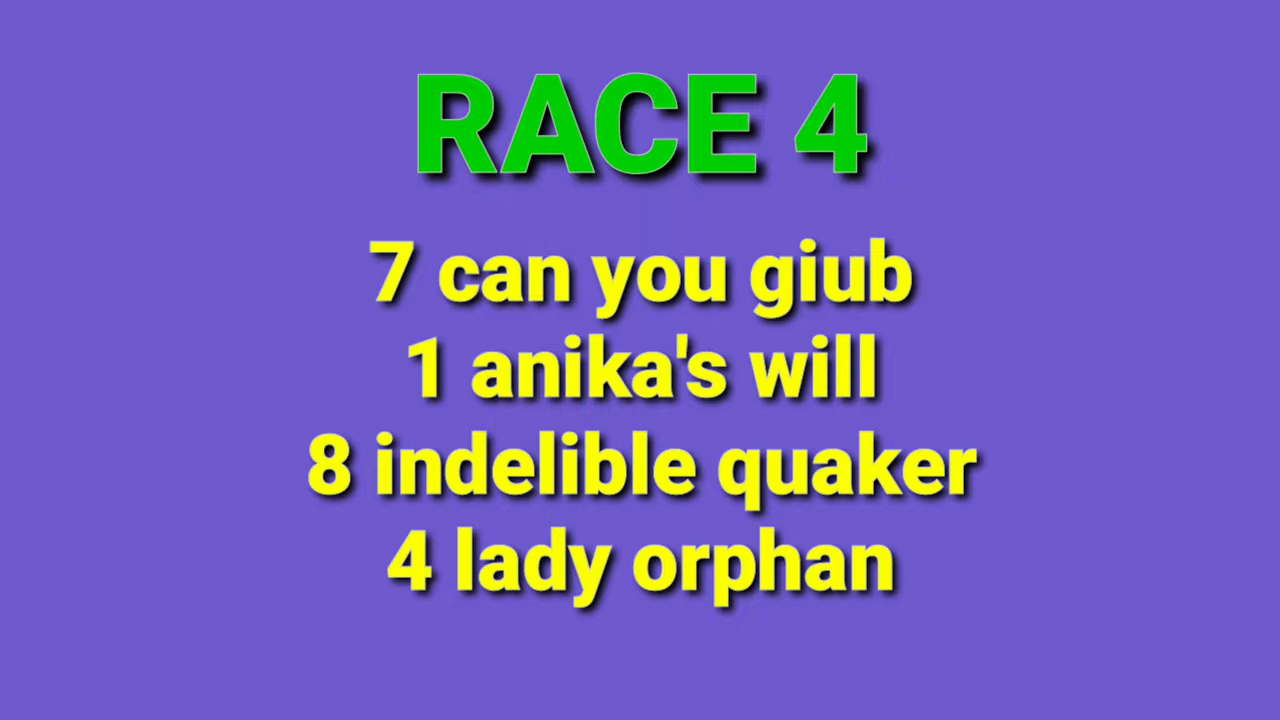 RACE 4
7 can you giub
1 anika's will
8 indelible quaker
4 lady orphan